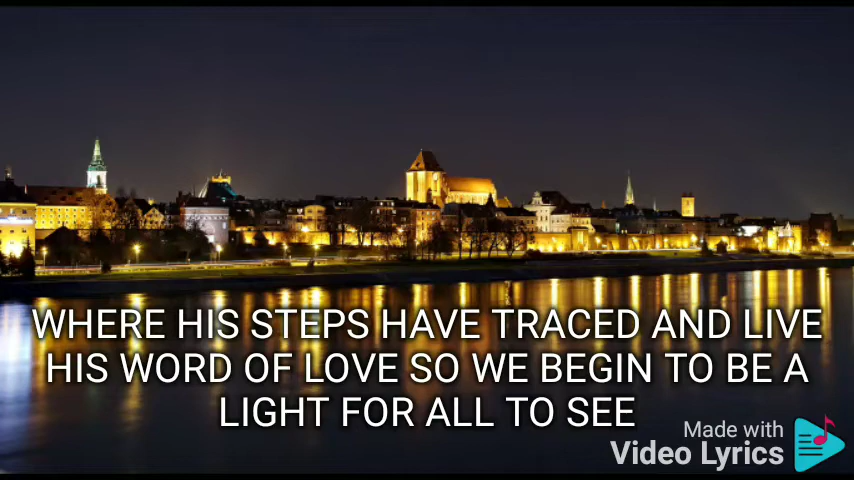 WHERE HIS STEPS HAVE TRACED AND LIVE
HIS WORD OF LOVE SO WE BEGIN TO BE A
LIGHT FOR ALL TO SEE
Made with
Video Lyrics